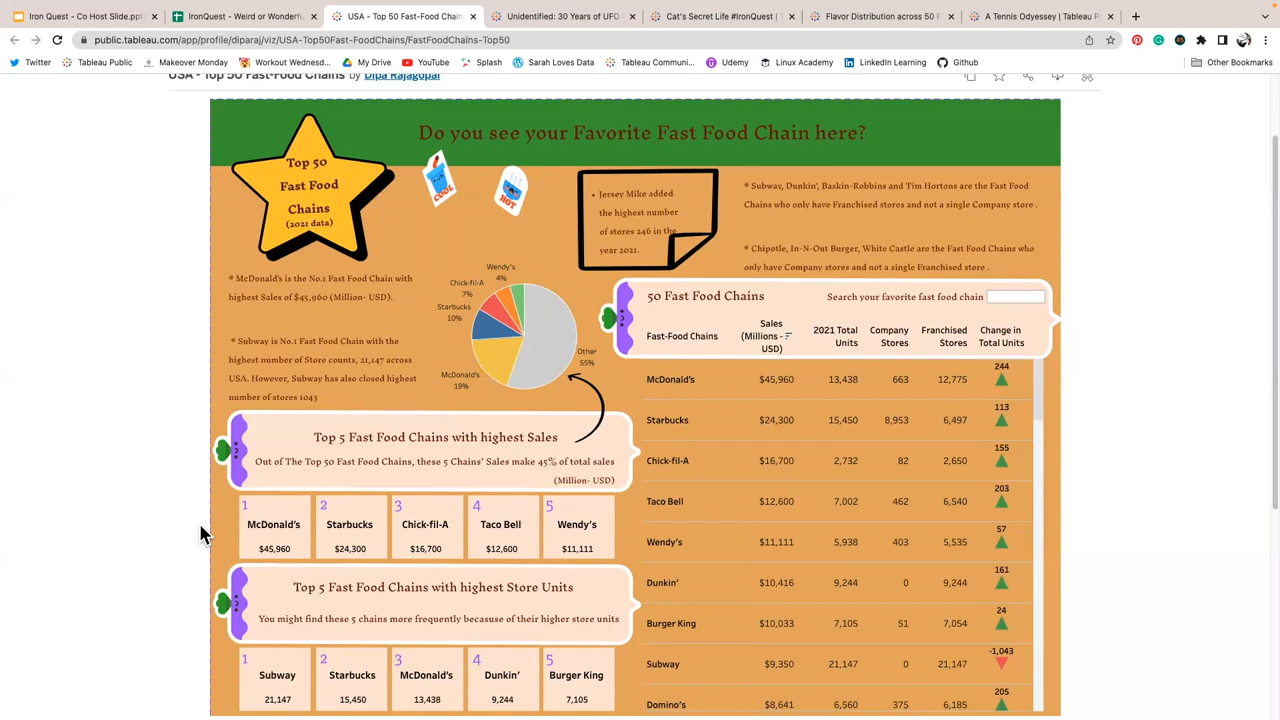 Iron Quest - Co Host Slide.ppt
IronQuest - Weird or Wonderfu
USA - Top 50 Fast-Food Chain
Unidentified: 30 Years of UFO
Cat's Secret Life #IronQuest |
Flavor Distribution across 50 F
A Tennis Odyessey | Tableau P
public.tableau.com/app/profile/diparaj/viz/USA-Top50Fast-FoodChains/FastFoodChains-Top50
Twitter
Tableau Public
Makeover Monday
Workout Wednesd...
My Drive
YouTube
Splash
Sarah Loves Data
Tableau Communi...
Udemy
Linux Academy
LinkedIn Learning
Github
Other Bookmarks
USA - Top 50 Fast-Food Chains by Dipa Rajagopal
Do you see your Favorite Fast Food Chain here?
Top 50
Fast Food
Chains
(2021 data)
COOL
HOT
• Jersey Mike added
the highest number
of stores 246 in the
year 2021.
* Subway, Dunkin', Baskin-Robbins and Tim Hortons are the Fast Food
Chains who only have Franchised stores and not a single Company store .
* Chipotle, In-N-Out Burger, White Castle are the Fast Food Chains who
only have Company stores and not a single Franchised store .
* McDonald's is the No.1 Fast Food Chain with
highest Sales of $45,960 (Million- USD).
* Subway is No.1 Fast Food Chain with the
highest number of Store counts, 21,147 across
USA. However, Subway has also closed highest
number of stores 1043
Wendy's
4%
Chick-fil-A
7%
Starbucks
10%
McDonald's
19%
Other
55%
Top 5 Fast Food Chains with highest Sales
Out of The Top 50 Fast Food Chains, these 5 Chains' Sales make 45% of total sales
(Million- USD)
1 2 3 4 5
McDonald's Starbucks Chick-fil-A Taco Bell Wendy's
$45,960 $24,300 $16,700 $12,600 $11,111
Top 5 Fast Food Chains with highest Store Units
You might find these 5 chains more frequently becasuse of their higher store units
1 2 3 4 5
Subway Starbucks McDonald's Dunkin' Burger King
21,147 15,450 13,438 9,244 7,105
50 Fast Food Chains
Search your favorite fast food chain
Fast-Food Chains
Sales
(Millions -
USD)
2021 Total
Units
Company
Stores
Franchised
Stores
Change in
Total Units
McDonald's $45,960 13,438 663 12,775 244
Starbucks $24,300 15,450 8,953 6,497 113
Chick-fil-A $16,700 2,732 82 2,650 155
Taco Bell $12,600 7,002 462 6,540 203
Wendy's $11,111 5,938 403 5,535 57
Dunkin' $10,416 9,244 0 9,244 161
Burger King $10,033 7,105 51 7,054 24
Subway $9,350 21,147 0 21,147 -1,043
Domino's $8,641 6,560 375 6,185 205